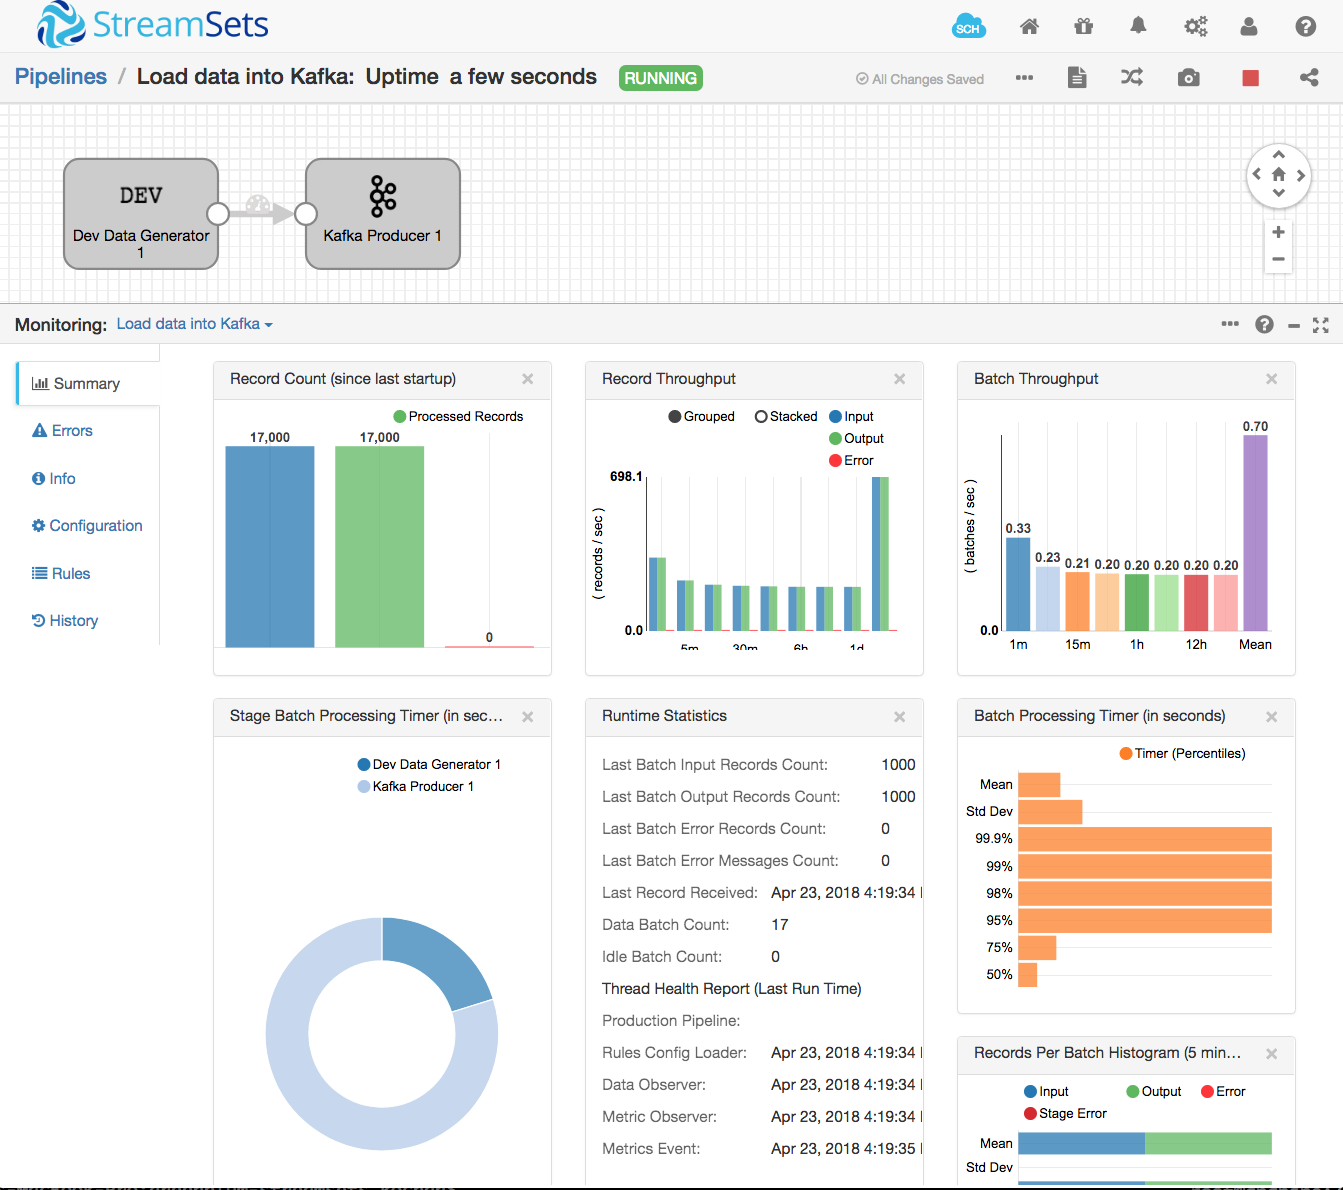 StreamSets
SCH
Pipelines / Load data into Kafka: Uptime a few seconds RUNNING
All Changes Saved
DEV
Dev Data Generator
1
Kafka Producer 1
Monitoring: Load data into Kafka
Summary
Errors
Info
Configuration
Rules
History
Record Count (since last startup)
Processed Records
17,000 17,000 0
Record Throughput
Grouped Stacked Input
Output
Error
698.1
( records / sec )
0.0
5m 30m 6h 1d
Batch Throughput
0.70
0.33
0.23 0.21 0.20 0.20 0.20 0.20 0.20
( batches / sec )
0.0
1m 15m 1h 12h Mean
Stage Batch Processing Timer (in sec...
Dev Data Generator 1
Kafka Producer 1
Runtime Statistics
Last Batch Input Records Count: 1000
Last Batch Output Records Count: 1000
Last Batch Error Records Count: 0
Last Batch Error Messages Count: 0
Last Record Received: Apr 23, 2018 4:19:34
Data Batch Count: 17
Idle Batch Count: 0
Thread Health Report (Last Run Time)
Production Pipeline:
Rules Config Loader: Apr 23, 2018 4:19:34
Data Observer: Apr 23, 2018 4:19:34
Metric Observer: Apr 23, 2018 4:19:34
Metrics Event: Apr 23, 2018 4:19:35
Batch Processing Timer (in seconds)
Timer (Percentiles)
Mean
Std Dev
99.9%
99%
98%
95%
75%
50%
Records Per Batch Histogram (5 min...
Input Output Error
Stage Error
Mean
Std Dev